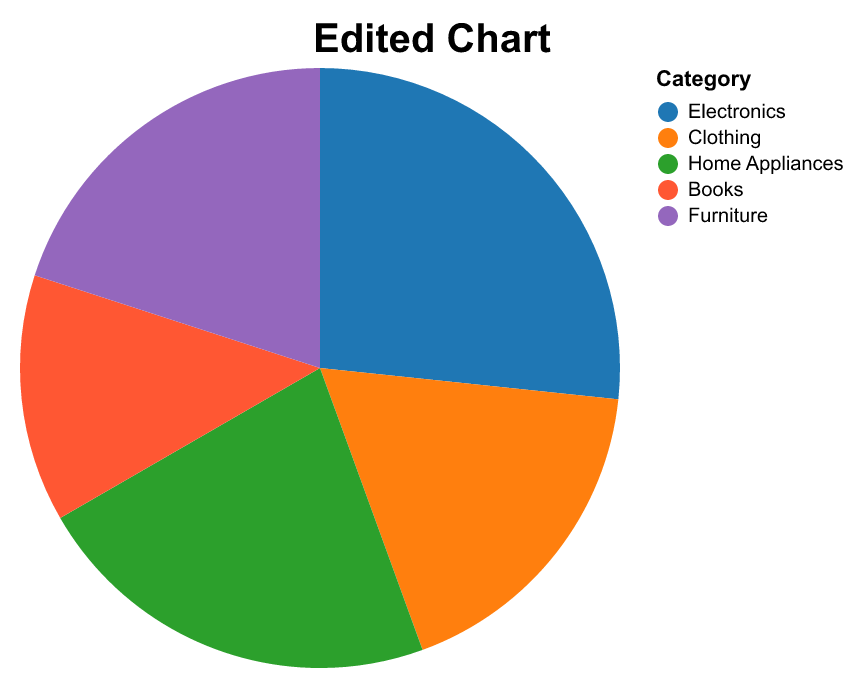 Edited Chart
Category
Electronics
Clothing
Home Appliances
Books
Furniture